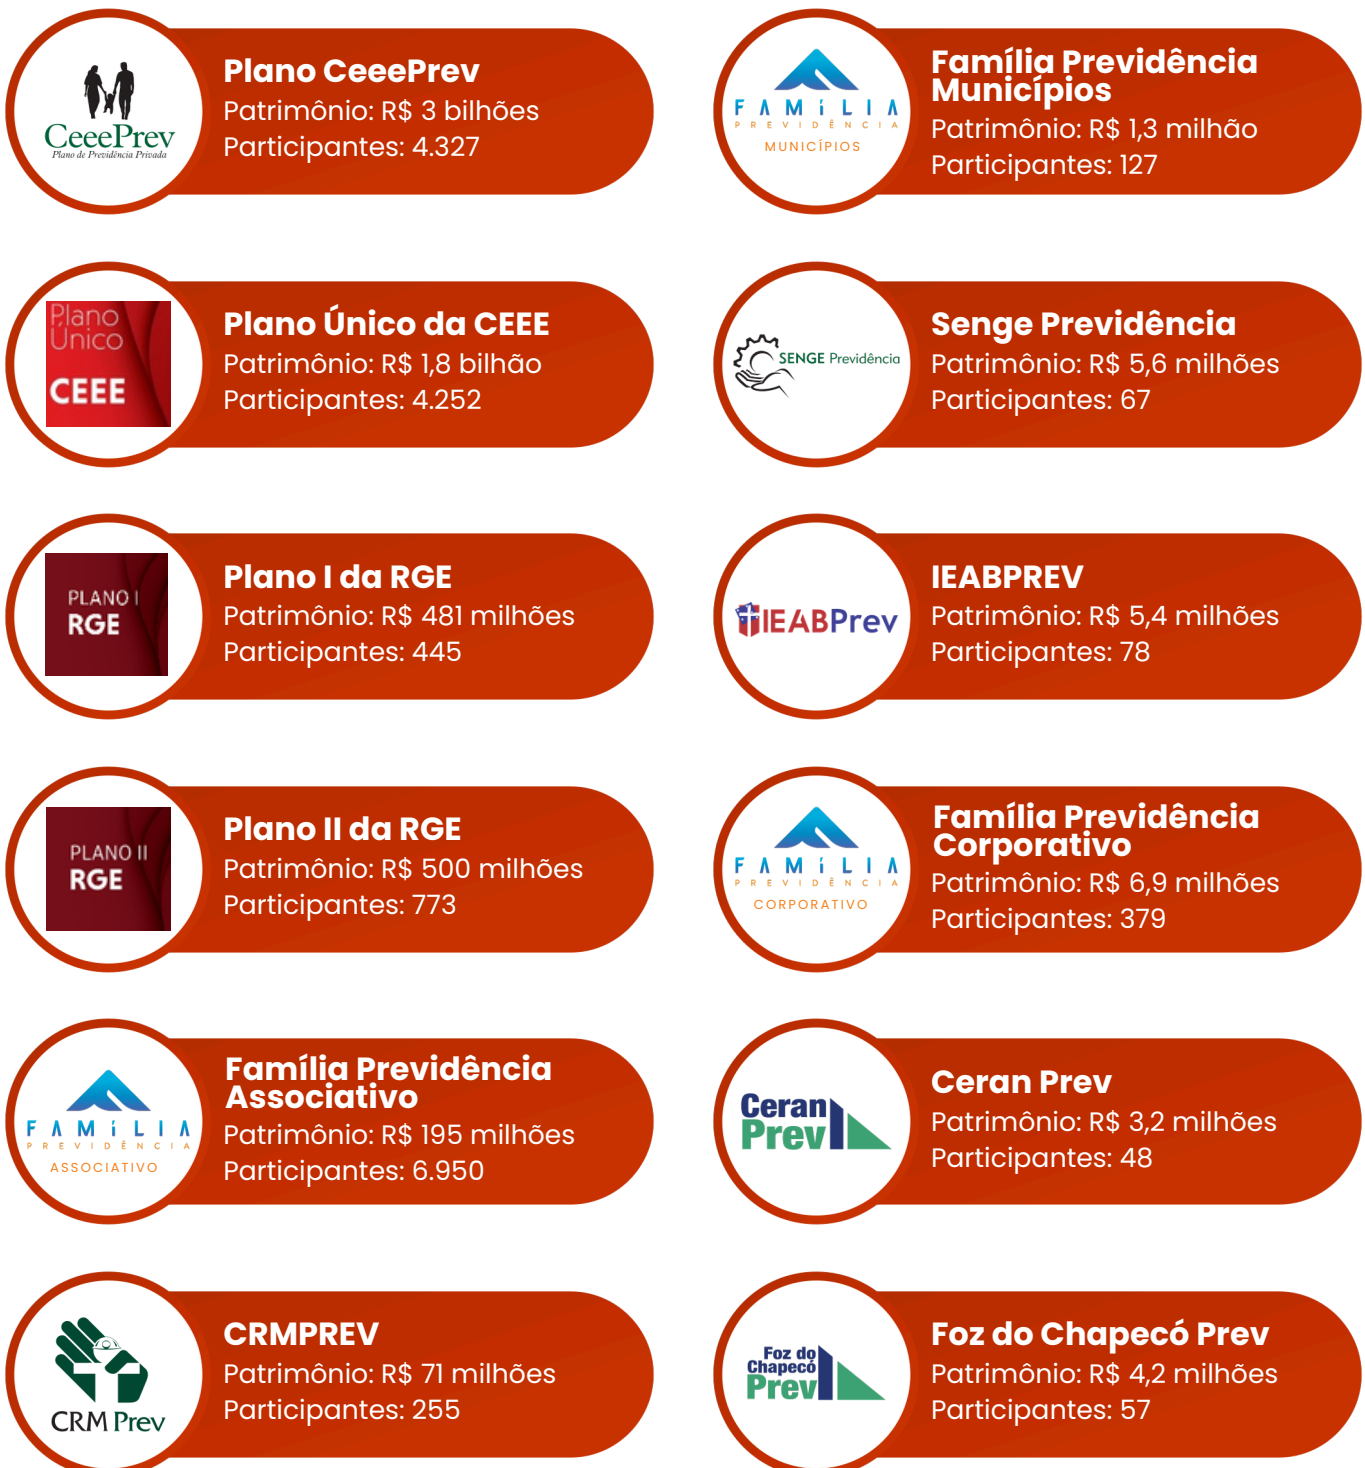 CeeePrev
Plano de Previdência Privada
Plano CeeePrev
Patrimônio: R$ 3 bilhões
Participantes: 4.327
FAMÍLIA
PREVIDÊNCIA
MUNICÍPIOS
Família Previdência
Municípios
Patrimônio: R$ 1,3 milhão
Participantes: 127
Plano
Único
CEEE
Plano Único da CEEE
Patrimônio: R$ 1,8 bilhão
Participantes: 4.252
SENGE Previdência
Senge Previdência
Patrimônio: R$ 5,6 milhões
Participantes: 67
PLANO I
RGE
Plano I da RGE
Patrimônio: R$ 481 milhões
Participantes: 445
IEABPrev
IEABPREV
Patrimônio: R$ 5,4 milhões
Participantes: 78
PLANO II
RGE
Plano II da RGE
Patrimônio: R$ 500 milhões
Participantes: 773
FAMÍLIA
PREVIDÊNCIA
CORPORATIVO
Família Previdência
Corporativo
Patrimônio: R$ 6,9 milhões
Participantes: 379
FAMÍLIA
PREVIDÊNCIA
ASSOCIATIVO
Família Previdência
Associativo
Patrimônio: R$ 195 milhões
Participantes: 6.950
Ceran
Prev
Ceran Prev
Patrimônio: R$ 3,2 milhões
Participantes: 48
CRM Prev
CRMPREV
Patrimônio: R$ 71 milhões
Participantes: 255
Foz do
Chapecó
Prev
Foz do Chapecó Prev
Patrimônio: R$ 4,2 milhões
Participantes: 57